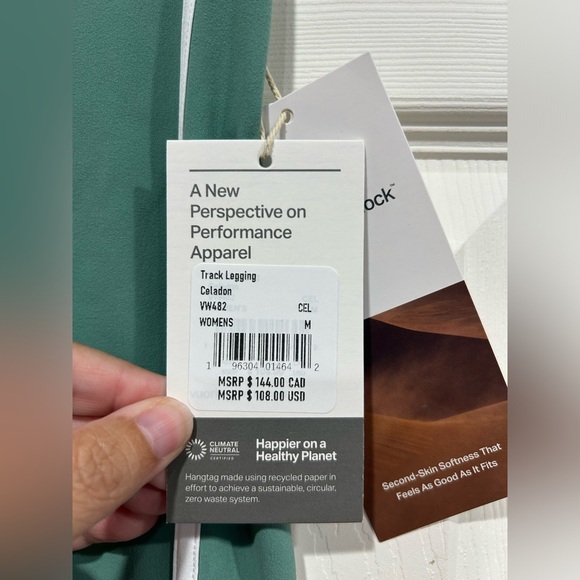 A New
Perspective on
Performance
Apparel
Track Legging
Celadon
VW482 CEL
WOMENS M
1 96304 01464 2
MSRP $ 144.00 CAD
MSRP $ 108.00 USD
CLIMATE
NEUTRAL
CERTIFIED
Happier on a
Healthy Planet
Hangtag made using recycled paper in
effort to achieve a sustainable, circular,
zero waste system.
ock™
Second-Skin Softness That
Feels As Good As It Fits